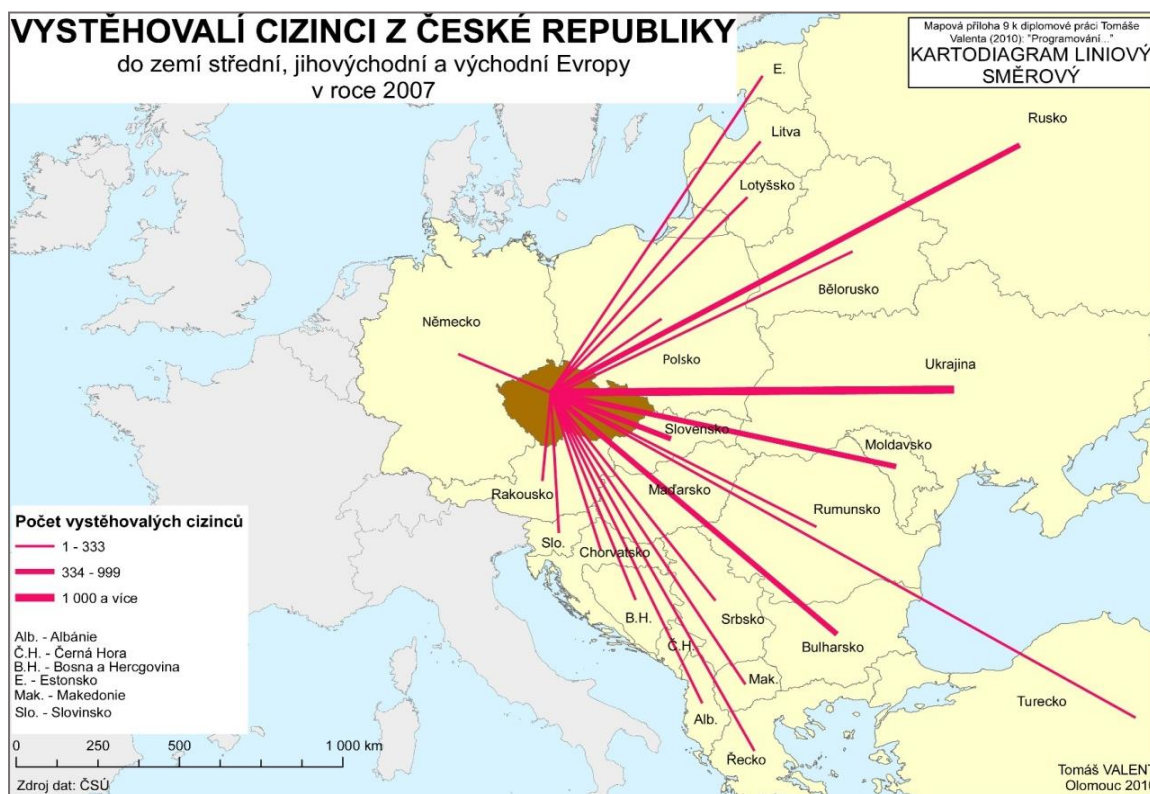 VYSTĚHOVALÍ CIZINCI Z ČESKÉ REPUBLIKY
do zemí střední, jihovýchodní a východní Evropy
v roce 2007
Mapová příloha 9 k diplomové práci Tomáše
Valenta (2010): "Programování..."
KARTODIAGRAM LINIOVÝ
SMĚROVÝ
E.
Rusko
Litva
Lotyšsko
Bělorusko
Německo
Polsko
Ukrajina
Slovensko
Moldavsko
Rakousko
Maďarsko
Rumunsko
Slo.
Chorvatsko
B.H.
Srbsko
Č.H.
Bulharsko
Mak.
Turecko
Alb.
Řecko
Počet vystěhovalých cizinců
1 - 333
334 - 999
1 000 a více
Alb. - Albánie
Č.H. - Černá Hora
B.H. - Bosna a Hercgovina
E. - Estonsko
Mak. - Makedonie
Slo. - Slovinsko
0 250 500 1 000 km
Zdroj dat: ČSÚ
Tomáš VALENT
Olomouc 2010